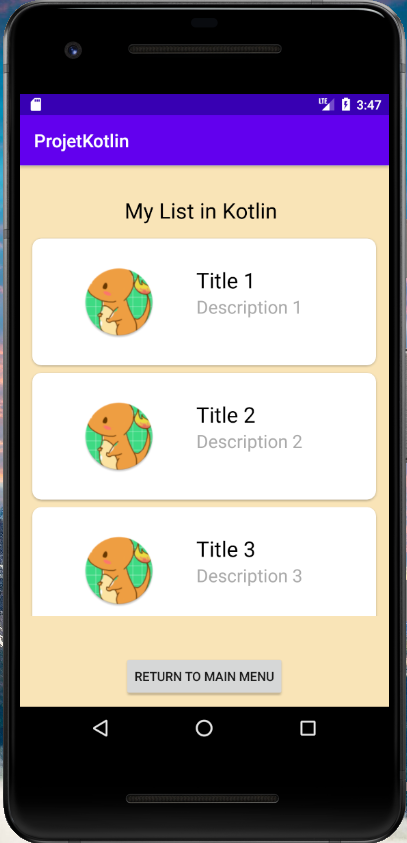 LTE 3:47
ProjetKotlin
My List in Kotlin
Title 1
Description 1
Title 2
Description 2
Title 3
Description 3
RETURN TO MAIN MENU